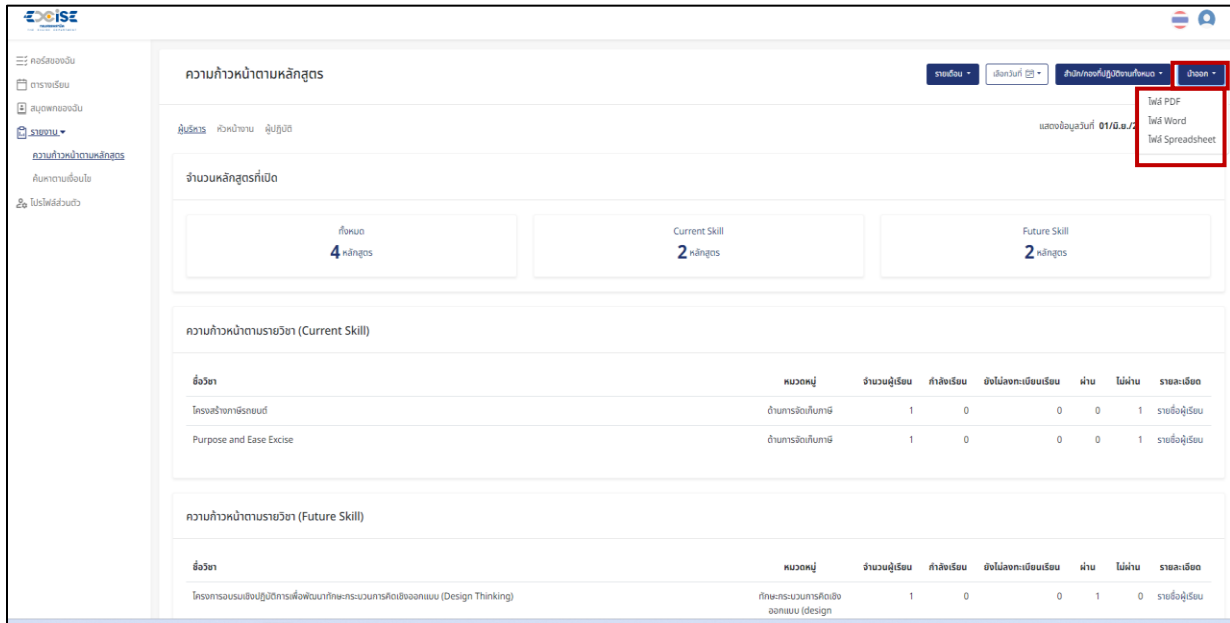 EXCISE
กรมสรรพสามิต
THE EXCISE DEPARTMENT
คอร์สของฉัน
ตารางเรียน
สมุดพกของฉัน
รายงาน
ความก้าวหน้าตามหลักสูตร
ค้นหาตามเงื่อนไข
โปรไฟล์ส่วนตัว
ความก้าวหน้าตามหลักสูตร
รายเดือน เลือกวันที่ สำนัก/กองที่ปฏิบัติงานทั้งหมด นำออก
ไฟล์ PDF
ไฟล์ Word
ไฟล์ Spreadsheet
ผู้บริหาร หัวหน้างาน ผู้ปฏิบัติ
แสดงข้อมูลวันที่ 01/มิ.ย./2
จำนวนหลักสูตรที่เปิด
ทั้งหมด Current Skill Future Skill
4 หลักสูตร 2 หลักสูตร 2 หลักสูตร
ความก้าวหน้าตามรายวิชา (Current Skill)
ชื่อวิชา หมวดหมู่ จำนวนผู้เรียน กำลังเรียน ยังไม่ลงทะเบียนเรียน ผ่าน ไม่ผ่าน รายละเอียด
โครงสร้างภาษีรถยนต์ ด้านการจัดเก็บภาษี 1 0 0 0 1 รายชื่อผู้เรียน
Purpose and Ease Excise ด้านการจัดเก็บภาษี 1 0 0 0 1 รายชื่อผู้เรียน
ความก้าวหน้าตามรายวิชา (Future Skill)
ชื่อวิชา หมวดหมู่ จำนวนผู้เรียน กำลังเรียน ยังไม่ลงทะเบียนเรียน ผ่าน ไม่ผ่าน รายละเอียด
โครงการอบรมเชิงปฏิบัติการเพื่อพัฒนาทักษะกระบวนการคิดเชิงออกแบบ (Design Thinking) ทักษะกระบวนการคิดเชิง 1 0 0 1 0 รายชื่อผู้เรียน
ออกแบบ (design